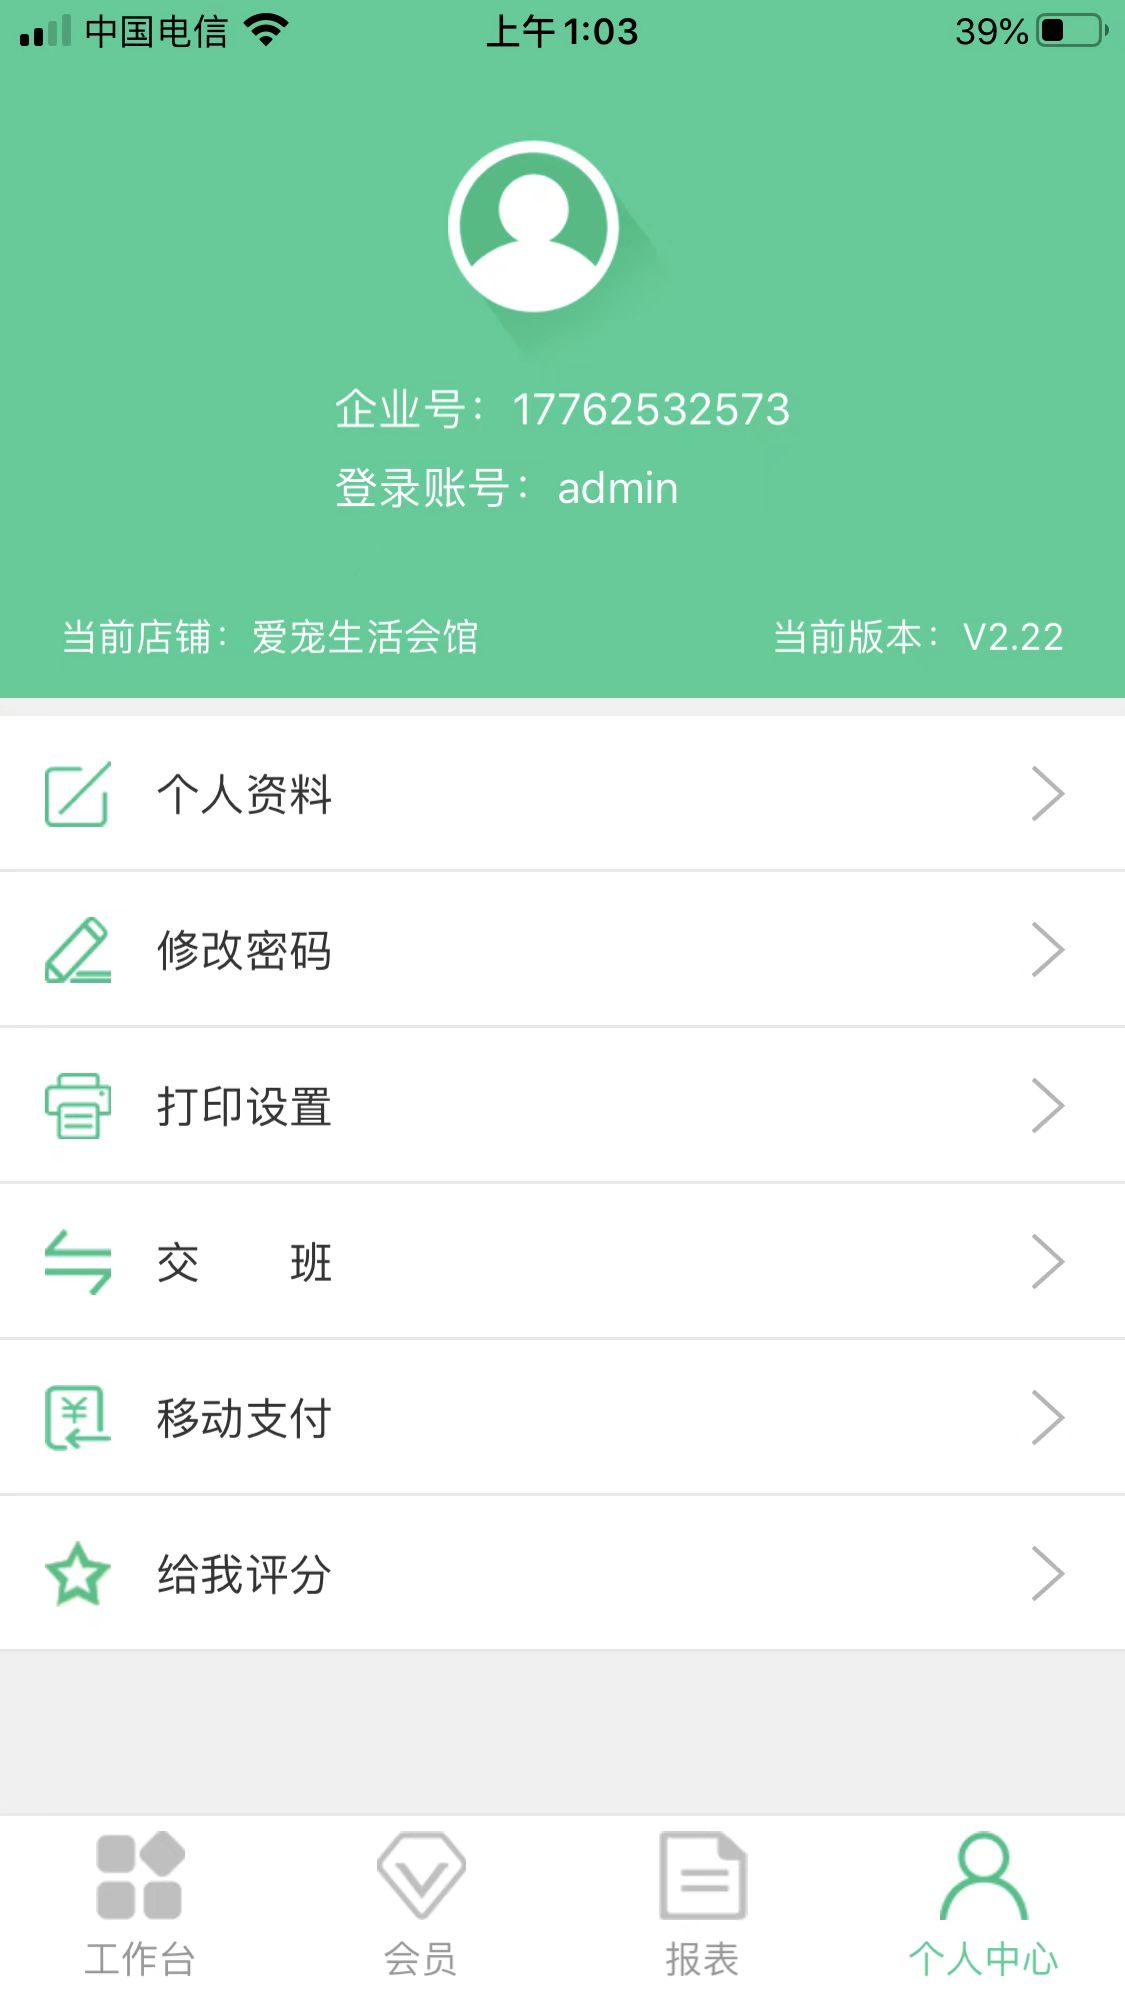 中国电信 上午1:03 39%
企业号：17762532573
登录账号：admin
当前店铺：爱宠生活会馆 当前版本：V2.22
个人资料
修改密码
打印设置
交 班
移动支付
给我评分
工作台 会员 报表 个人中心